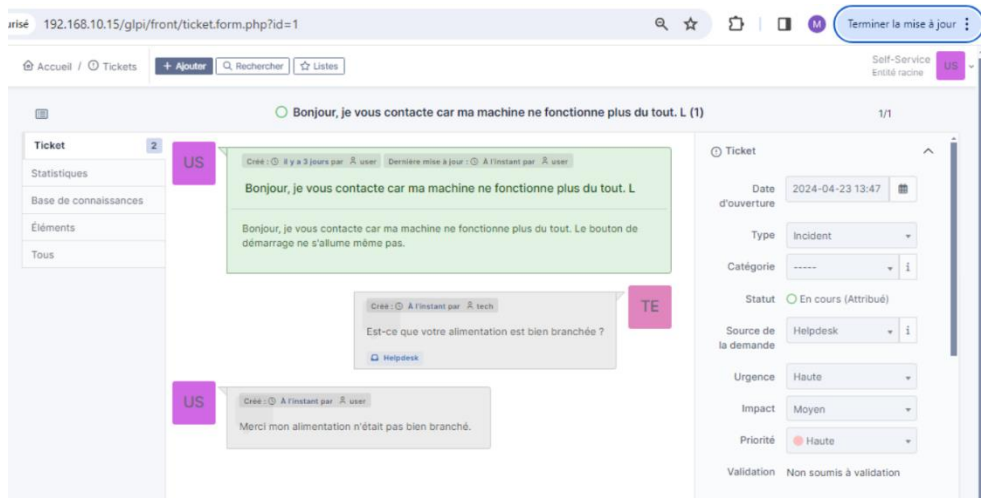 urisé 192.168.10.15/glpi/front/ticket.form.php?id=1
M
Terminer la mise à jour
Accueil / Tickets
+ Ajouter
Rechercher
Listes
Self-Service
Entité racine
US
Bonjour, je vous contacte car ma machine ne fonctionne plus du tout. L (1)
1/1
Ticket 2
Statistiques
Base de connaissances
Éléments
Tous
US
Créé : il y a 3 jours par user Dernière mise à jour : À l'instant par user
Bonjour, je vous contacte car ma machine ne fonctionne plus du tout. L
Bonjour, je vous contacte car ma machine ne fonctionne plus du tout. Le bouton de
démarrage ne s'allume même pas.
TE
Créé : À l'instant par tech
Est-ce que votre alimentation est bien branchée ?
Helpdesk
US
Créé : À l'instant par user
Merci mon alimentation n'était pas bien branché.
Ticket
Date
d'ouverture
2024-04-23 13:47
Type Incident
Catégorie ----- i
Statut En cours (Attribué)
Source de
la demande
Helpdesk i
Urgence Haute
Impact Moyen
Priorité Haute
Validation Non soumis à validation